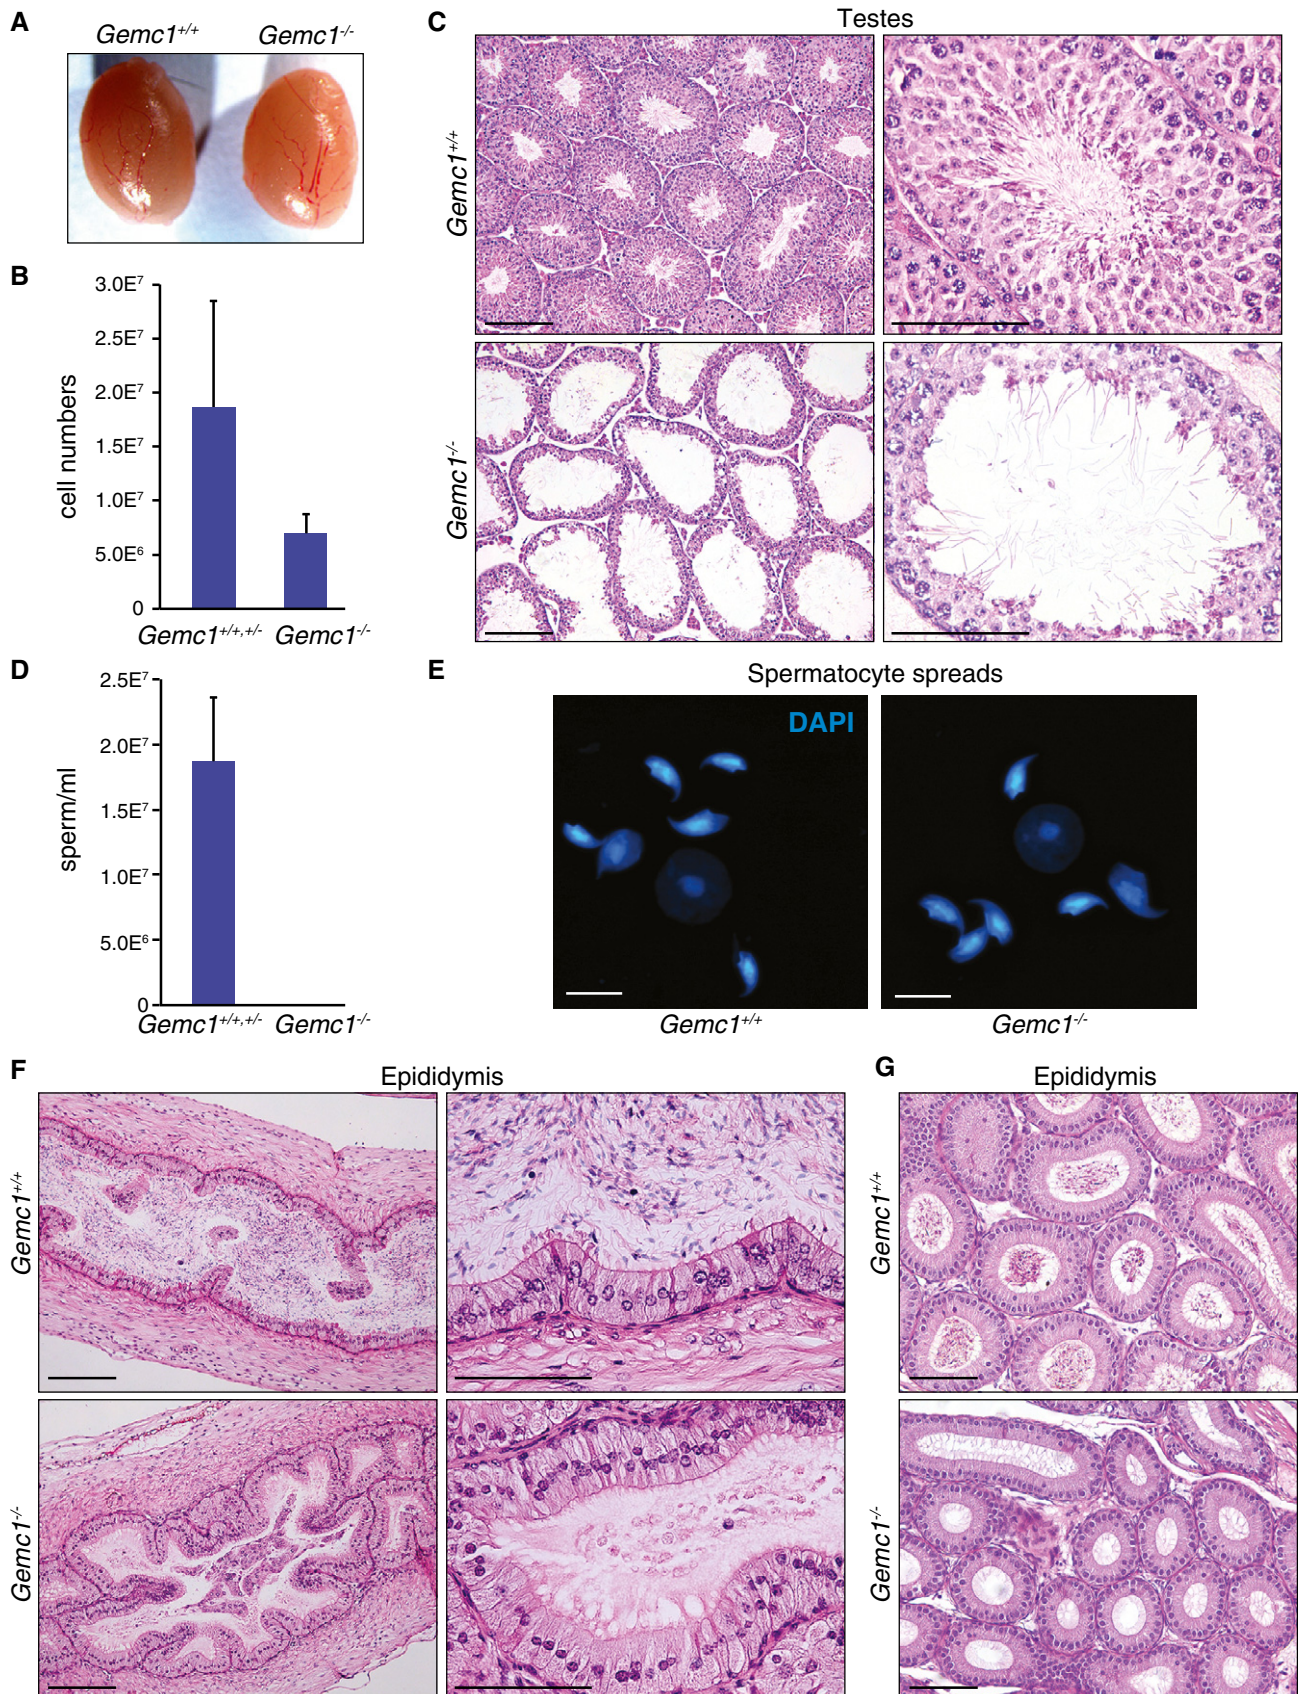 A
Gemc1+/+ Gemc1-/-
B
3.0E7
2.5E7
2.0E7
1.5E7
1.0E7
5.0E6
0
cell numbers
Gemc1+/+,+/- Gemc1-/-
C
Testes
Gemc1+/+
Gemc1-/-
D
2.5E7
2.0E7
1.5E7
1.0E7
5.0E6
0
sperm/ml
Gemc1+/+,+/- Gemc1-/-
E
Spermatocyte spreads
DAPI
Gemc1+/+ Gemc1-/-
F
Epididymis
Gemc1+/+
Gemc1-/-
G
Epididymis
Gemc1+/+
Gemc1-/-